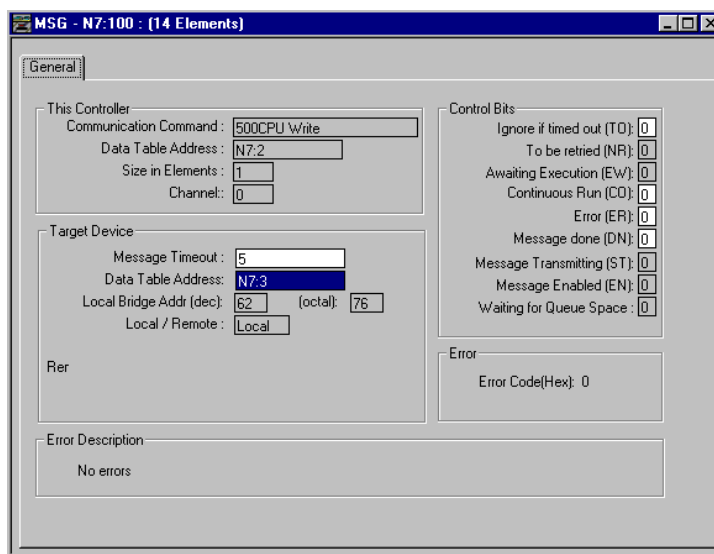 MSG - N7:100 : (14 Elements)
General
This Controller
Communication Command : 500CPU Write
Data Table Address : N7:2
Size in Elements : 1
Channel:: 0
Target Device
Message Timeout : 5
Data Table Address: N7:3
Local Bridge Addr (dec): 62 (octal): 76
Local / Remote : Local
Rer
Control Bits
Ignore if timed out (TO): 0
To be retried (NR): 0
Awaiting Execution (EW): 0
Continuous Run (CO): 0
Error (ER): 0
Message done (DN): 0
Message Transmitting (ST): 0
Message Enabled (EN): 0
Waiting for Queue Space : 0
Error
Error Code(Hex): 0
Error Description
No errors